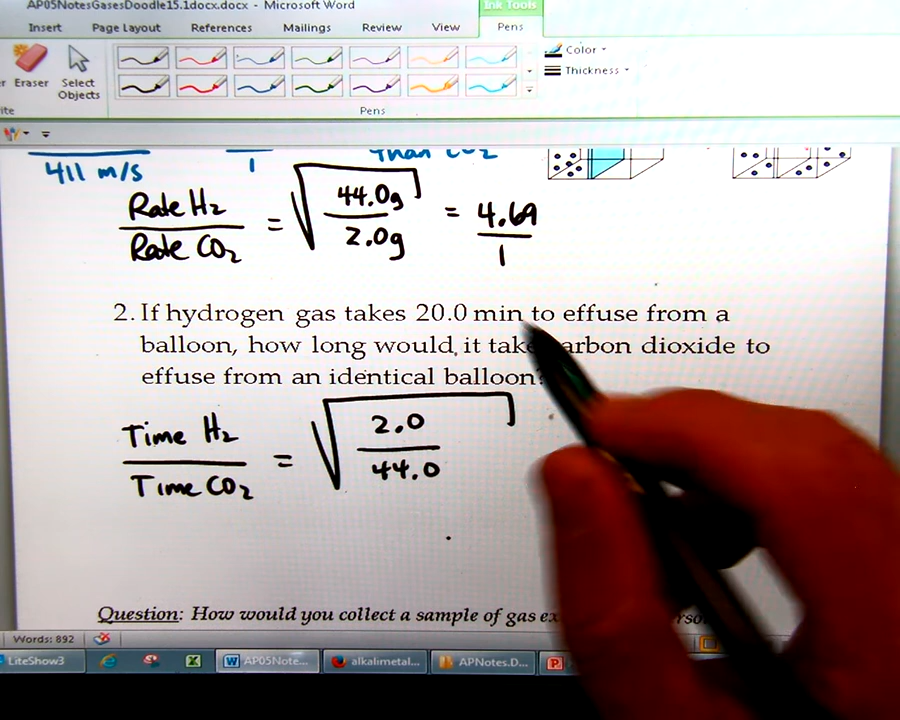 AP05NotesGasesDoodle15.1docx.docx - Microsoft Word
Ink Tools
Insert Page Layout References Mailings Review View Pens
Eraser Select Objects
Color
Thickness
Pens
411 m/s 1 than CO2
Rate H2 / Rate CO2 = √ 44.0g / 2.0g = 4.69 / 1
2. If hydrogen gas takes 20.0 min to effuse from a
balloon, how long would it take carbon dioxide to
effuse from an identical balloon?
Time H2 / Time CO2 = √ 2.0 / 44.0
Question: How would you collect a sample of gas
Words: 892
LiteShow3 AP05Note... alkalimetal... APNotes.D...